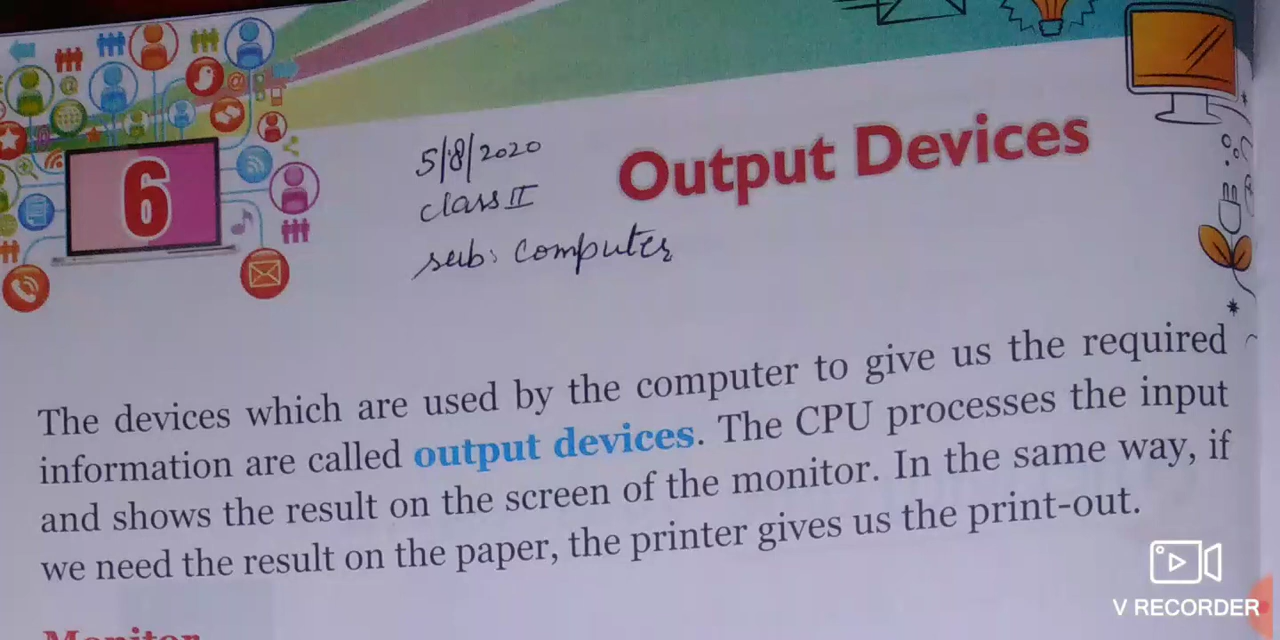 6
5/8/2020
class II
sub: computer
Output Devices
The devices which are used by the computer to give us the required
information are called output devices. The CPU processes the input
and shows the result on the screen of the monitor. In the same way, if
we need the result on the paper, the printer gives us the print-out.
Monitor
V RECORDER